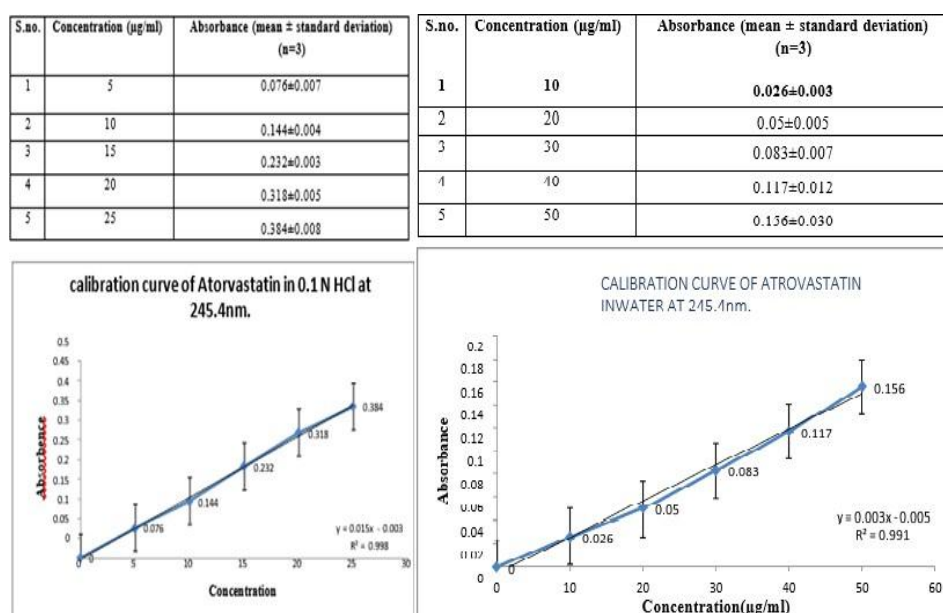 S.no. Concentration (µg/ml) Absorbance (mean ± standard deviation)
(n=3)
1 5 0.076±0.007
2 10 0.144±0.004
3 15 0.232±0.003
4 20 0.318±0.005
5 25 0.384±0.008
S.no. Concentration (µg/ml) Absorbance (mean ± standard deviation)
(n=3)
1 10 0.026±0.003
2 20 0.05±0.005
3 30 0.083±0.007
4 40 0.117±0.012
5 50 0.156±0.030
calibration curve of Atorvastatin in 0.1 N HCl at
245.4nm.
0.5
0.45
0.4
0.35
0.3
0.25
0.2
0.15
0.1
0.05
0
Absorbence
0
0.076
0.144
0.232
0.318
0.384
y = 0.015x - 0.003
R² = 0.998
0 5 10 15 20 25 30
Concentration
CALIBRATION CURVE OF ATROVASTATIN
INWATER AT 245.4nm.
0.2
0.18
0.16
0.14
0.12
0.1
0.08
0.06
0.04
0.02
0
Absorbance
0
0.026
0.05
0.083
0.117
0.156
y = 0.003x - 0.005
R² = 0.991
0 10 20 30 40 50 60
Concentration(µg/ml)